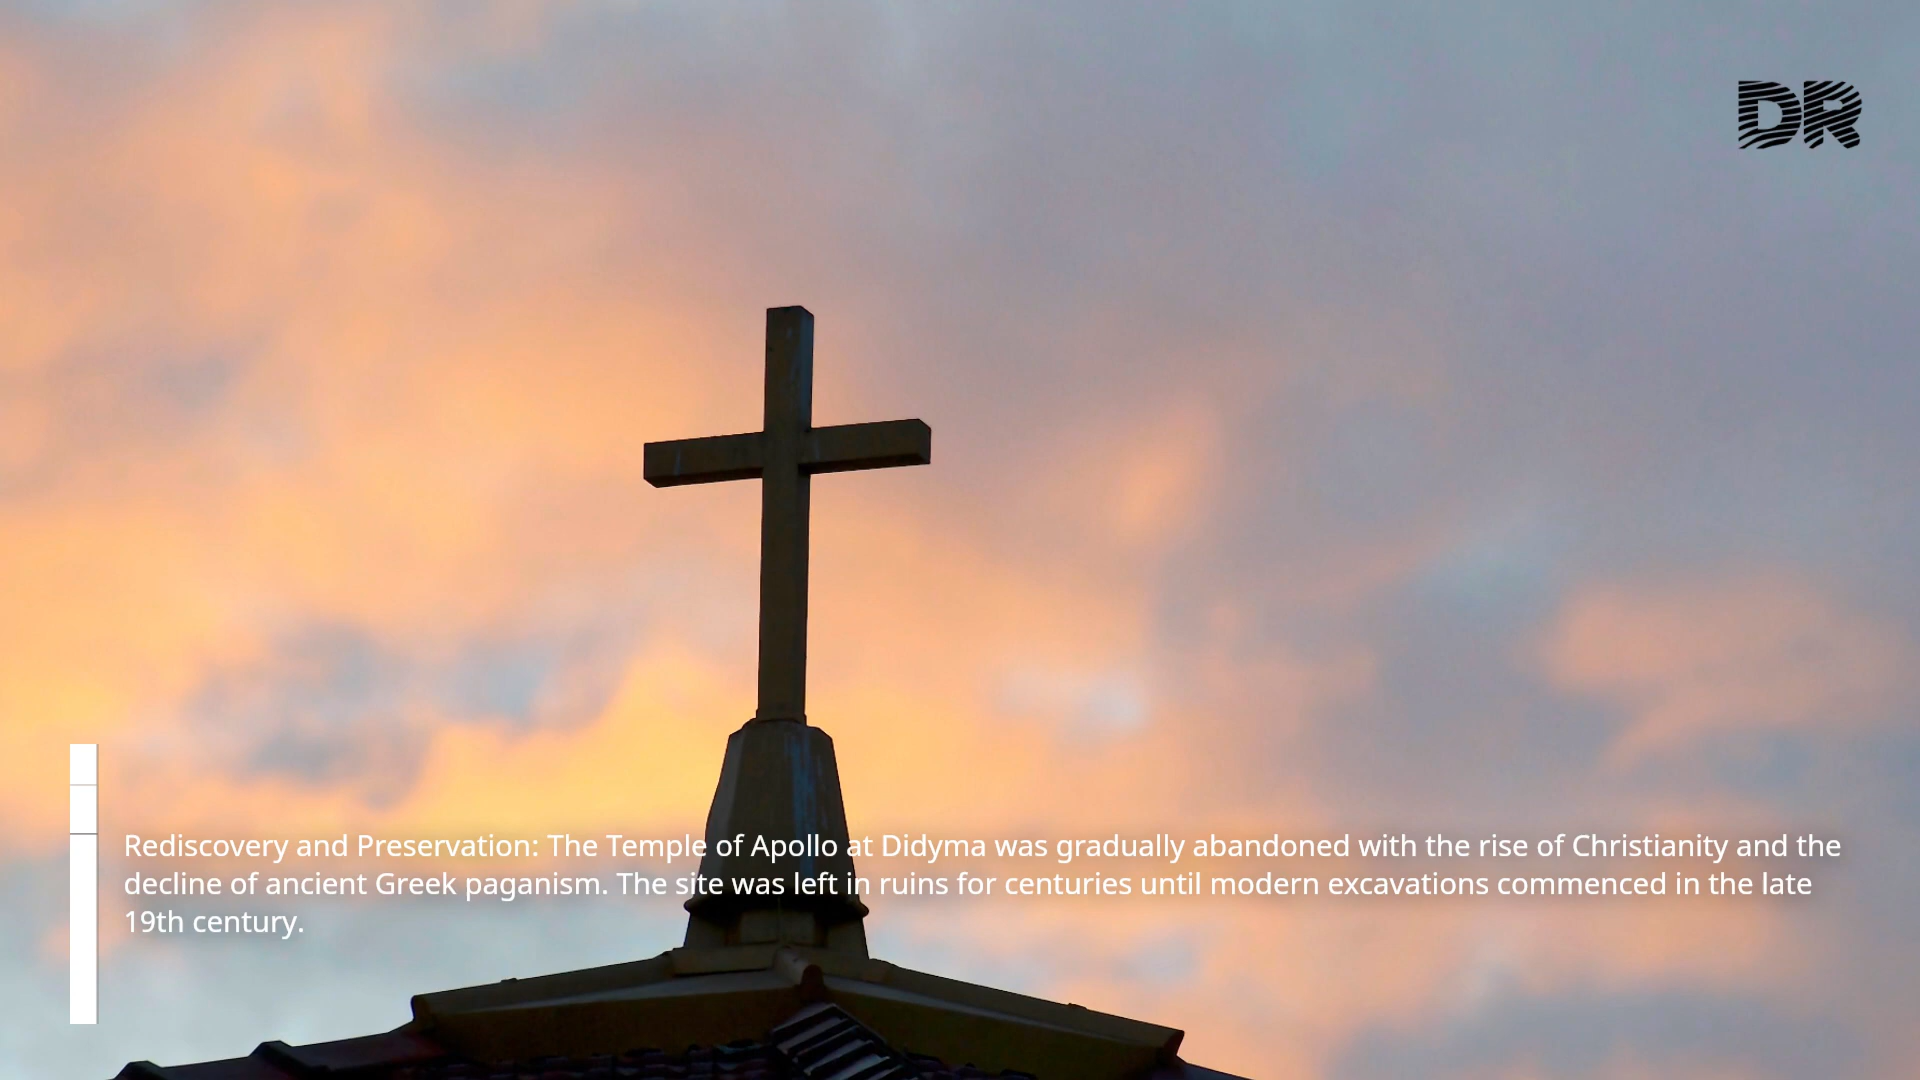 DR
Rediscovery and Preservation: The Temple of Apollo at Didyma was gradually abandoned with the rise of Christianity and the
decline of ancient Greek paganism. The site was left in ruins for centuries until modern excavations commenced in the late
19th century.